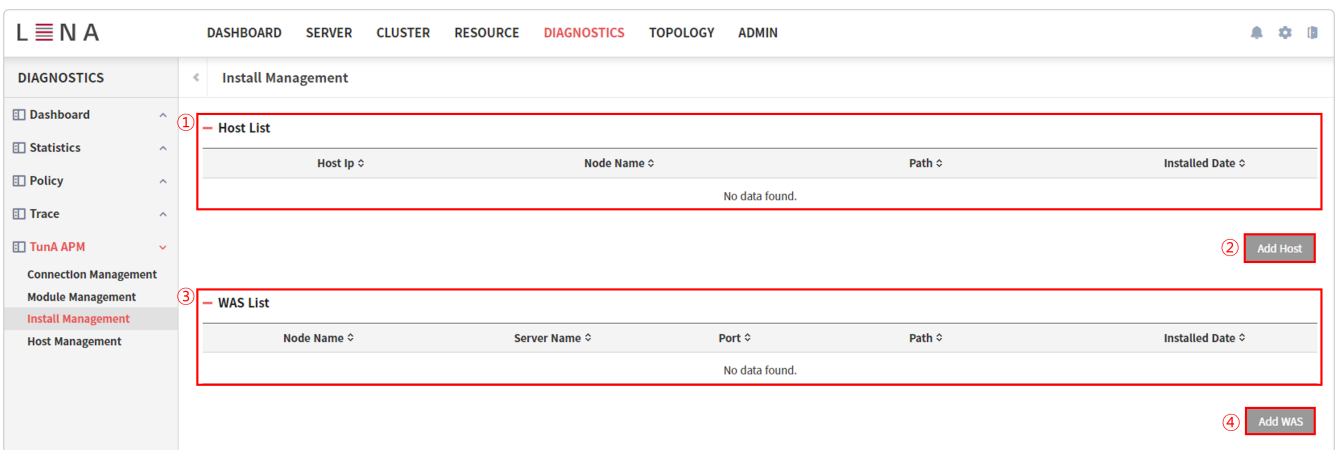 LENA DASHBOARD SERVER CLUSTER RESOURCE DIAGNOSTICS TOPOLOGY ADMIN
DIAGNOSTICS
Install Management
Dashboard
Statistics
Policy
Trace
TunA APM
Connection Management
Module Management
Install Management
Host Management
① Host List
Host Ip Node Name Path Installed Date
No data found.
② Add Host
③ WAS List
Node Name Server Name Port Path Installed Date
No data found.
④ Add WAS